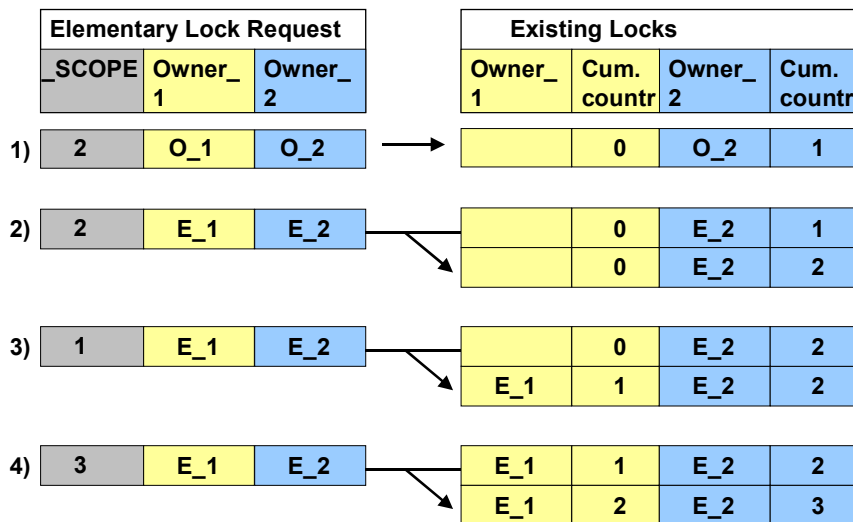 Elementary Lock Request Existing Locks
_SCOPE Owner_ 1 Owner_ 2 Owner_ 1 Cum. countr Owner_ 2 Cum. countr
1) 2 O_1 O_2 0 O_2 1
2) 2 E_1 E_2 0 E_2 1
0 E_2 2
3) 1 E_1 E_2 0 E_2 2
E_1 1 E_2 2
4) 3 E_1 E_2 E_1 1 E_2 2
E_1 2 E_2 3